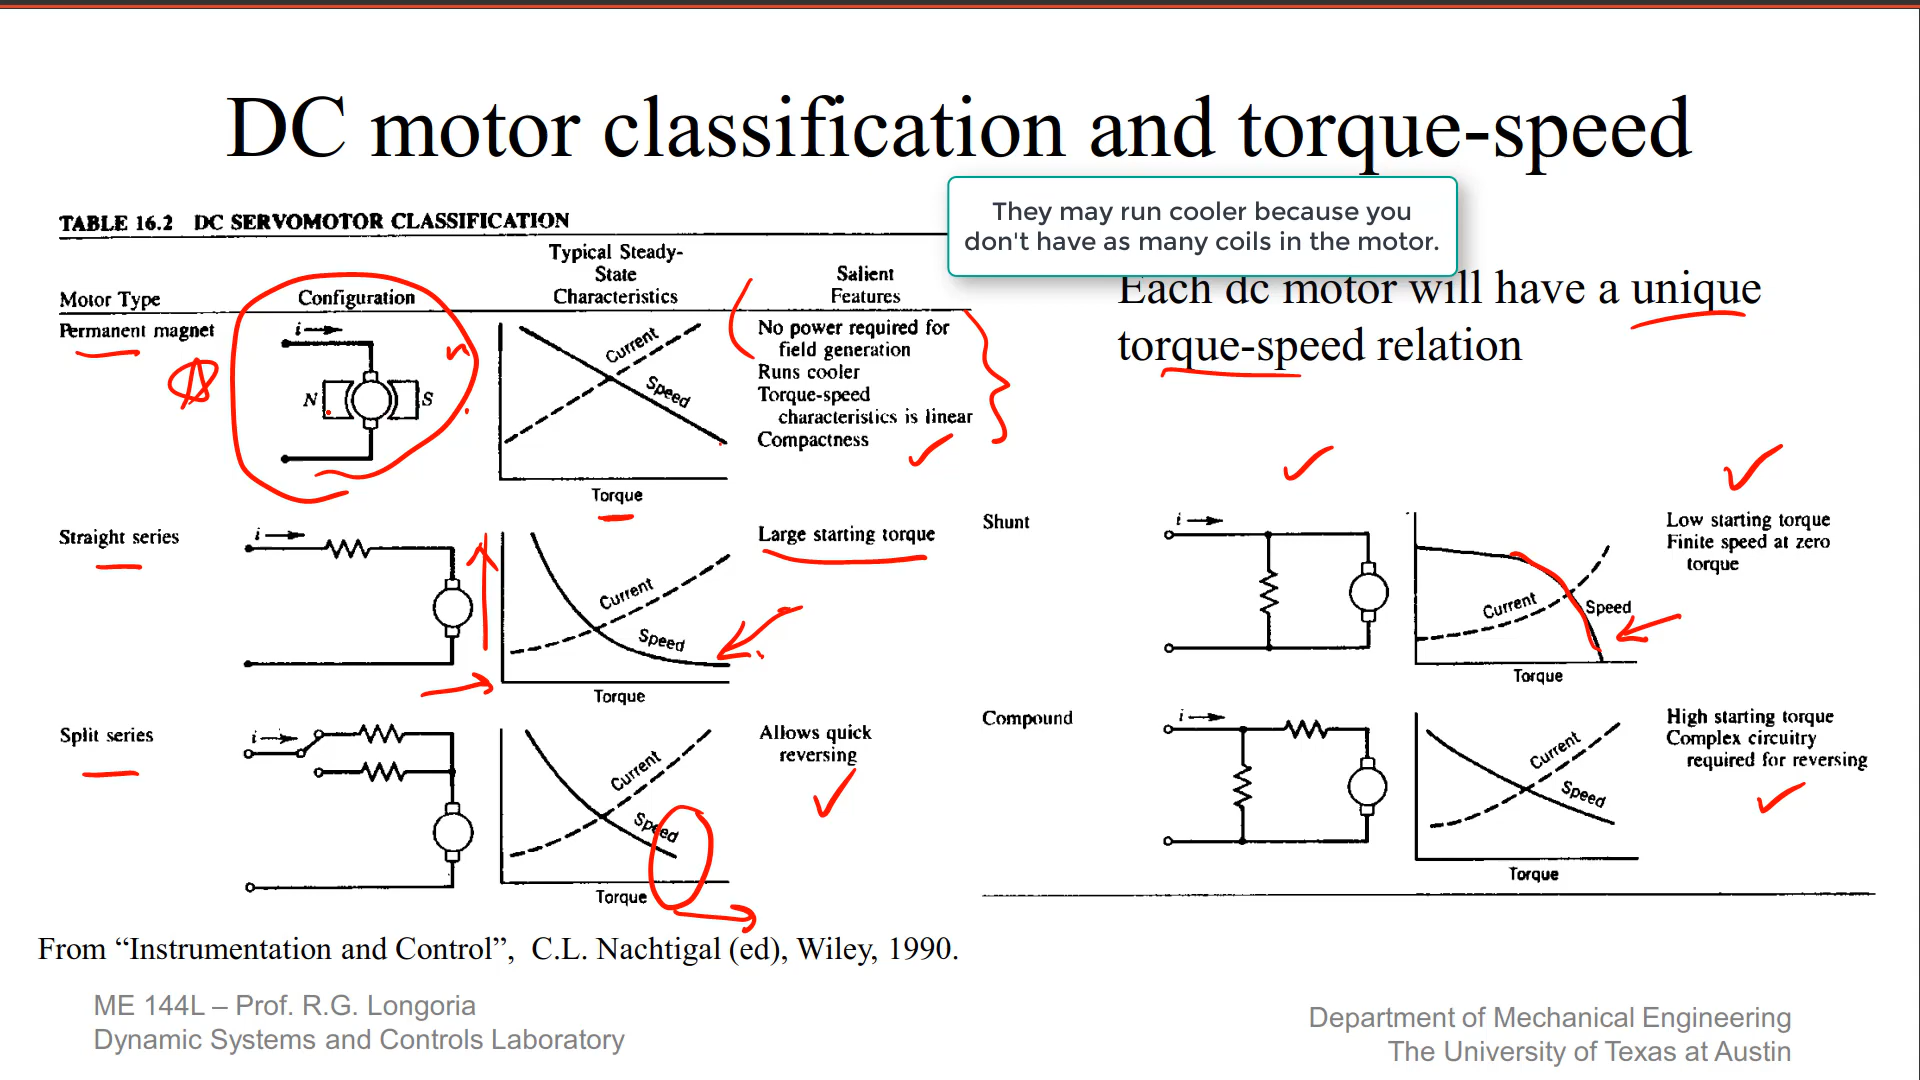 DC motor classification and torque-speed
They may run cooler because you
don't have as many coils in the motor.
TABLE 16.2 DC SERVOMOTOR CLASSIFICATION
Motor Type
Configuration
Typical Steady-
State
Characteristics
Salient
Features
Each dc motor will have a unique
torque-speed relation
Permanent magnet
i
N
S
Current
Speed
Torque
No power required for
field generation
Runs cooler
Torque-speed
characteristics is linear
Compactness
Straight series
i
Current
Speed
Torque
Large starting torque
Split series
i
Current
Speed
Torque
Allows quick
reversing
Shunt
i
Current
Speed
Torque
Low starting torque
Finite speed at zero
torque
Compound
i
Current
Speed
Torque
High starting torque
Complex circuitry
required for reversing
From “Instrumentation and Control”, C.L. Nachtigal (ed), Wiley, 1990.
ME 144L – Prof. R.G. Longoria
Dynamic Systems and Controls Laboratory
Department of Mechanical Engineering
The University of Texas at Austin